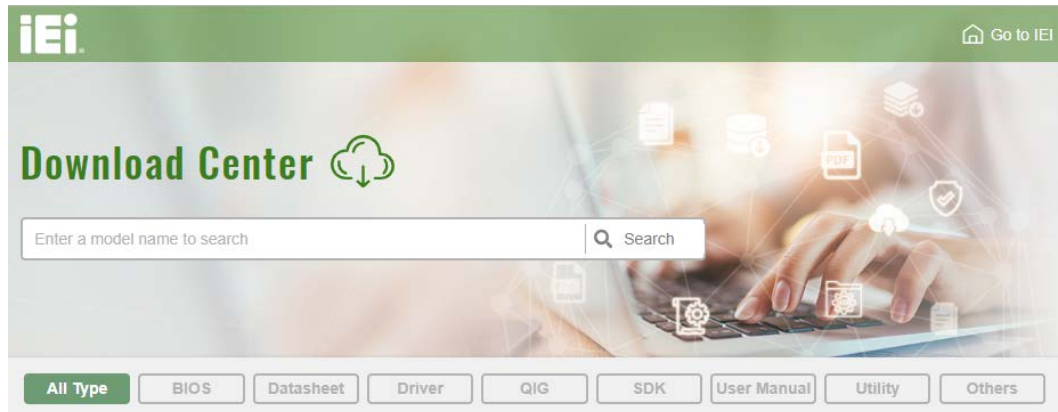 iEi.
Go to IEI
Download Center
Enter a model name to search
Search
PDF
All Type BIOS Datasheet Driver QIG SDK User Manual Utility Others